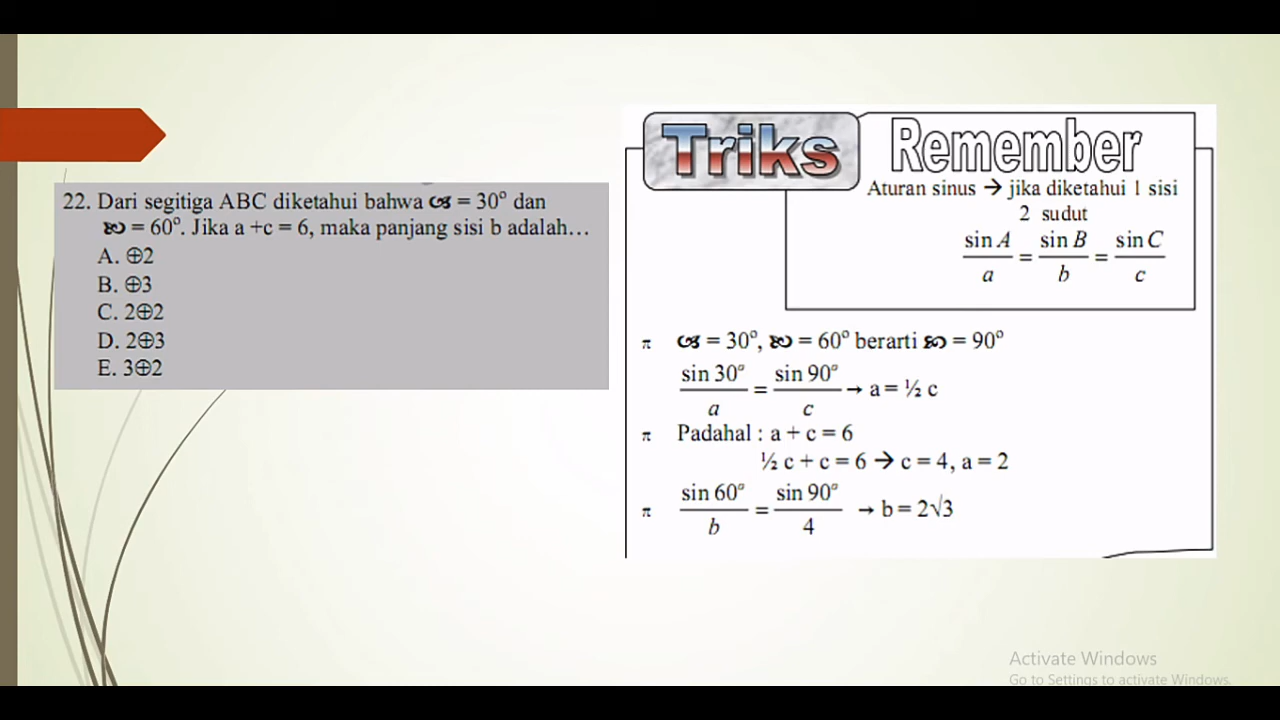 22. Dari segitiga ABC diketahui bahwa = 30° dan
= 60°. Jika a +c = 6, maka panjang sisi b adalah…
A. ⊕2
B. ⊕3
C. 2⊕2
D. 2⊕3
E. 3⊕2
Triks
Remember
Aturan sinus → jika diketahui 1 sisi
2 sudut
sin A / a = sin B / b = sin C / c
π = 30°, = 60° berarti = 90°
sin 30° / a = sin 90° / c → a = ½ c
π Padahal : a + c = 6
½ c + c = 6 → c = 4, a = 2
π sin 60° / b = sin 90° / 4 → b = 2√3
Activate Windows
Go to Settings to activate Windows.